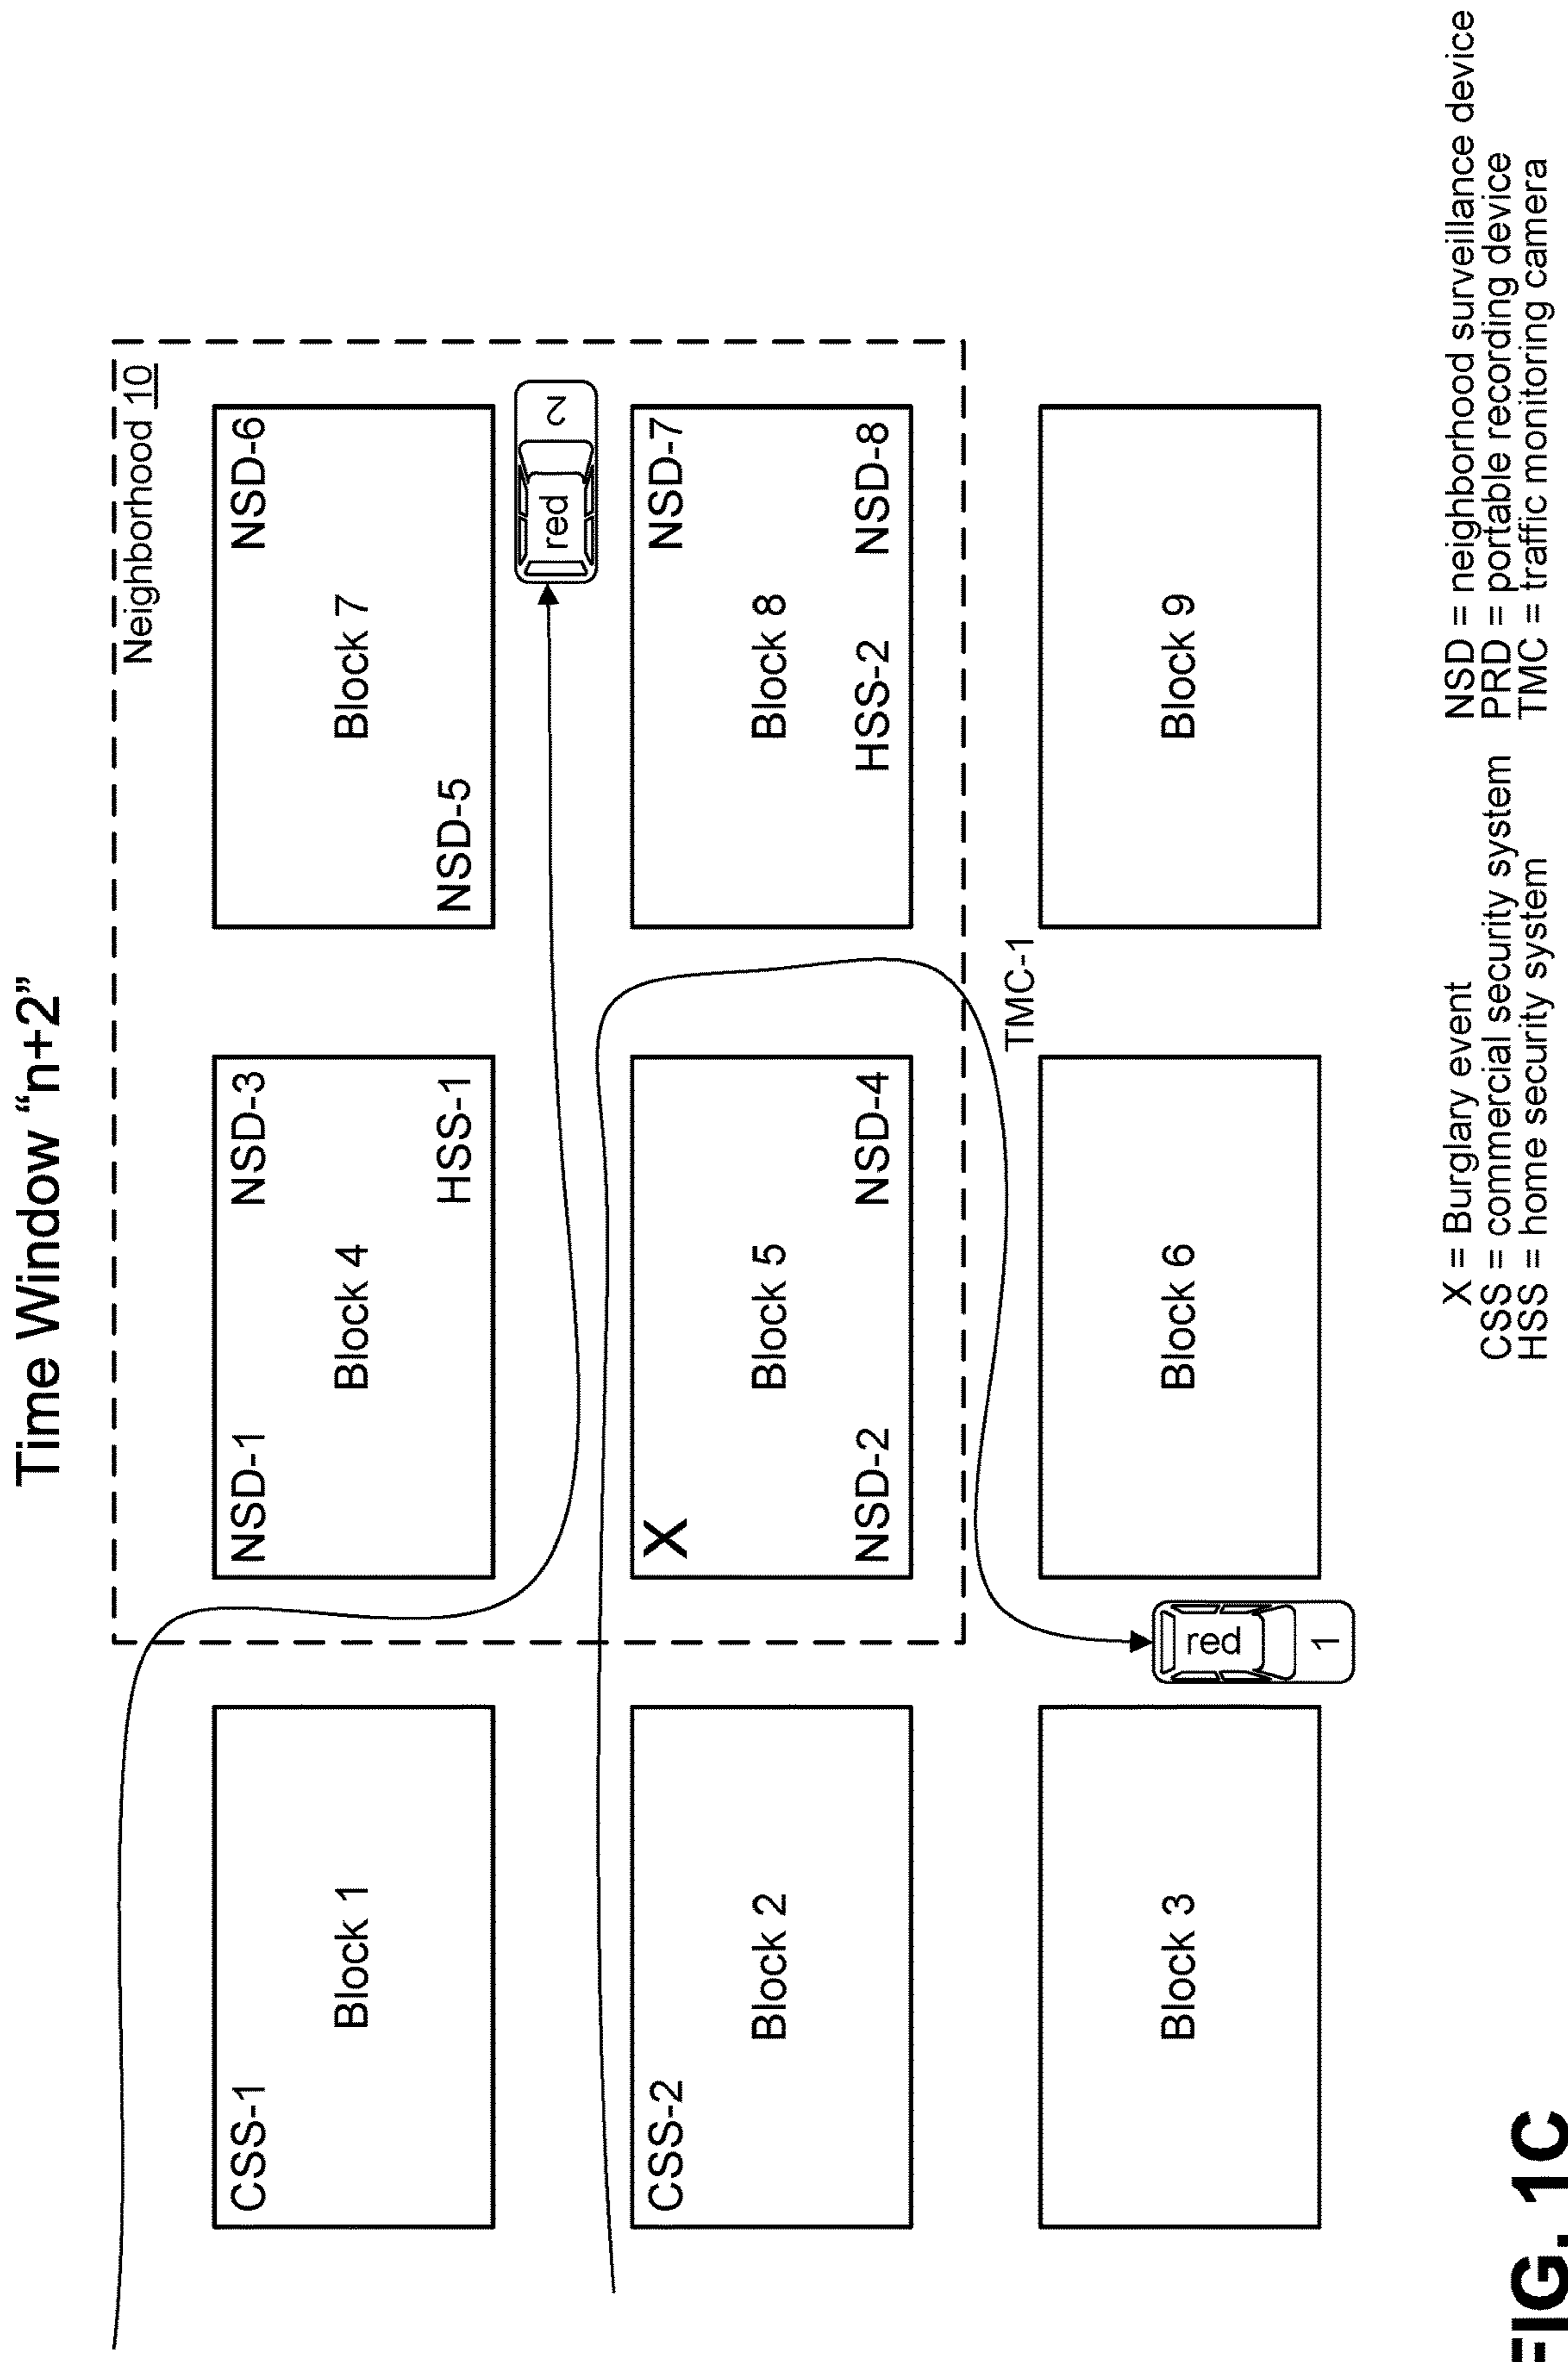 Time Window “n+2”
Neighborhood 10
CSS-1
NSD-1
NSD-3
NSD-6
Block 1
Block 4
Block 7
HSS-1
NSD-5
red
2
CSS-2
X
NSD-7
Block 2
Block 5
Block 8
NSD-2
NSD-4
HSS-2
NSD-8
TMC-1
Block 3
Block 6
Block 9
red
1
X = Burglary event
CSS = commercial security system
HSS = home security system
NSD = neighborhood surveillance device
PRD = portable recording device
TMC = traffic monitoring camera
FIG. 1C